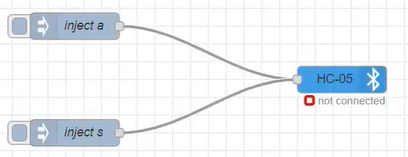 inject a
HC-05
not connected
inject s